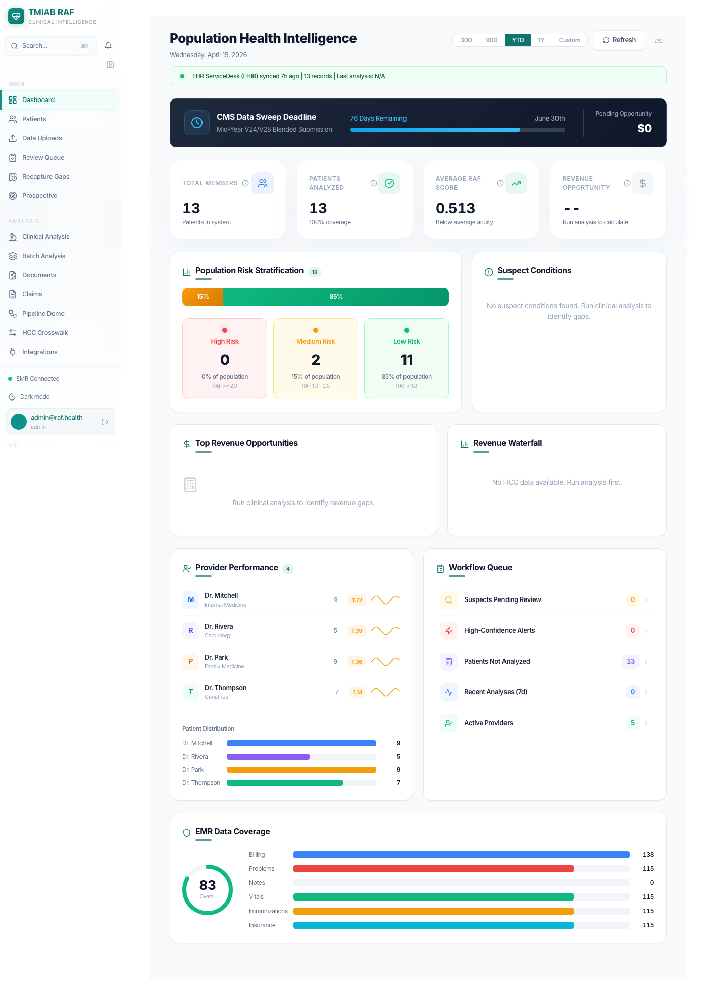 TMIAB RAF
CLINICAL INTELLIGENCE
Search... ⌘K
MAIN
Dashboard
Patients
Data Uploads
Review Queue
Recapture Gaps
Prospective
ANALYSIS
Clinical Analysis
Batch Analysis
Documents
Claims
Pipeline Demo
HCC Crosswalk
Integrations
EMR Connected
Dark mode
admin@raf.health
admin
v2.0
Population Health Intelligence
Wednesday, April 15, 2026
30D 90D YTD 1Y Custom Refresh
EHR ServiceDesk (FHIR) synced 7h ago | 13 records | Last analysis: N/A
CMS Data Sweep Deadline
Mid-Year V24/V28 Blended Submission
76 Days Remaining June 30th
Pending Opportunity
$0
TOTAL MEMBERS
13
Patients in system
PATIENTS
ANALYZED
13
100% coverage
AVERAGE RAF
SCORE
0.513
Below average acuity
REVENUE
OPPORTUNITY
--
Run analysis to calculate
Population Risk Stratification 13
15% 85%
High Risk
0
0% of population
RAF >= 2.0
Medium Risk
2
15% of population
RAF 1.0 - 2.0
Low Risk
11
85% of population
RAF < 1.0
Suspect Conditions
No suspect conditions found. Run clinical analysis to
identify gaps.
Top Revenue Opportunities
Run clinical analysis to identify revenue gaps.
Revenue Waterfall
No HCC data available. Run analysis first.
Provider Performance 4
M Dr. Mitchell 9 1.72
Internal Medicine
R Dr. Rivera 5 1.39
Cardiology
P Dr. Park 9 1.36
Family Medicine
T Dr. Thompson 7 1.14
Geriatrics
Patient Distribution
Dr. Mitchell 9
Dr. Rivera 5
Dr. Park 9
Dr. Thompson 7
Workflow Queue
Suspects Pending Review 0
High-Confidence Alerts 0
Patients Not Analyzed 13
Recent Analyses (7d) 0
Active Providers 5
EMR Data Coverage
83
Overall
Billing 138
Problems 115
Notes 0
Vitals 115
Immunizations 115
Insurance 115